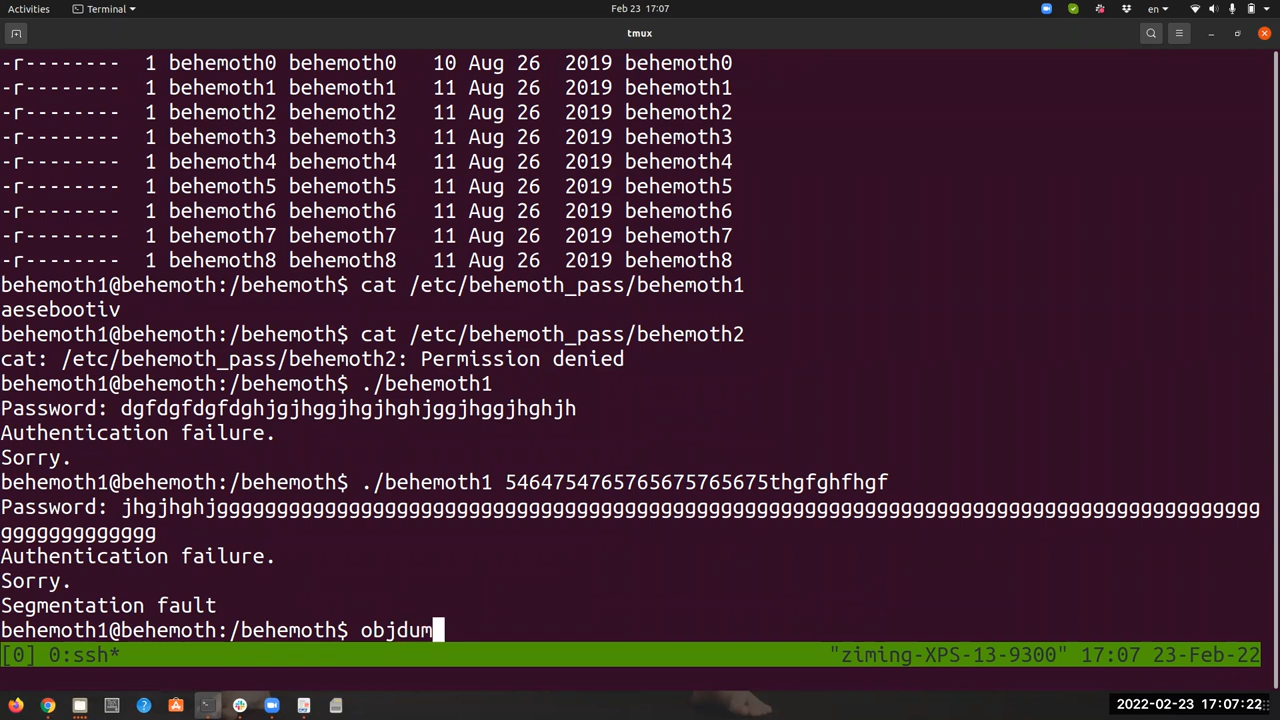 Activities
Terminal
Feb 23 17:07
en
tmux
-r-------- 1 behemoth0 behemoth0 10 Aug 26 2019 behemoth0
-r-------- 1 behemoth1 behemoth1 11 Aug 26 2019 behemoth1
-r-------- 1 behemoth2 behemoth2 11 Aug 26 2019 behemoth2
-r-------- 1 behemoth3 behemoth3 11 Aug 26 2019 behemoth3
-r-------- 1 behemoth4 behemoth4 11 Aug 26 2019 behemoth4
-r-------- 1 behemoth5 behemoth5 11 Aug 26 2019 behemoth5
-r-------- 1 behemoth6 behemoth6 11 Aug 26 2019 behemoth6
-r-------- 1 behemoth7 behemoth7 11 Aug 26 2019 behemoth7
-r-------- 1 behemoth8 behemoth8 11 Aug 26 2019 behemoth8
behemoth1@behemoth:/behemoth$ cat /etc/behemoth_pass/behemoth1
aesebootiv
behemoth1@behemoth:/behemoth$ cat /etc/behemoth_pass/behemoth2
cat: /etc/behemoth_pass/behemoth2: Permission denied
behemoth1@behemoth:/behemoth$ ./behemoth1
Password: dgfdgfdgfdghjgjhggjhgjhghjggjhggjhghjh
Authentication failure.
Sorry.
behemoth1@behemoth:/behemoth$ ./behemoth1 5464754765765675765675thgfghfhgf
Password: jhgjhghjggggggggggggggggggggggggggggggggggggggggggggggggggggggggggggggggggggggggggggggggggggggg
ggggggggggggg
Authentication failure.
Sorry.
Segmentation fault
behemoth1@behemoth:/behemoth$ objdum
[0] 0:ssh* "ziming-XPS-13-9300" 17:07 23-Feb-22
2022-02-23 17:07:22